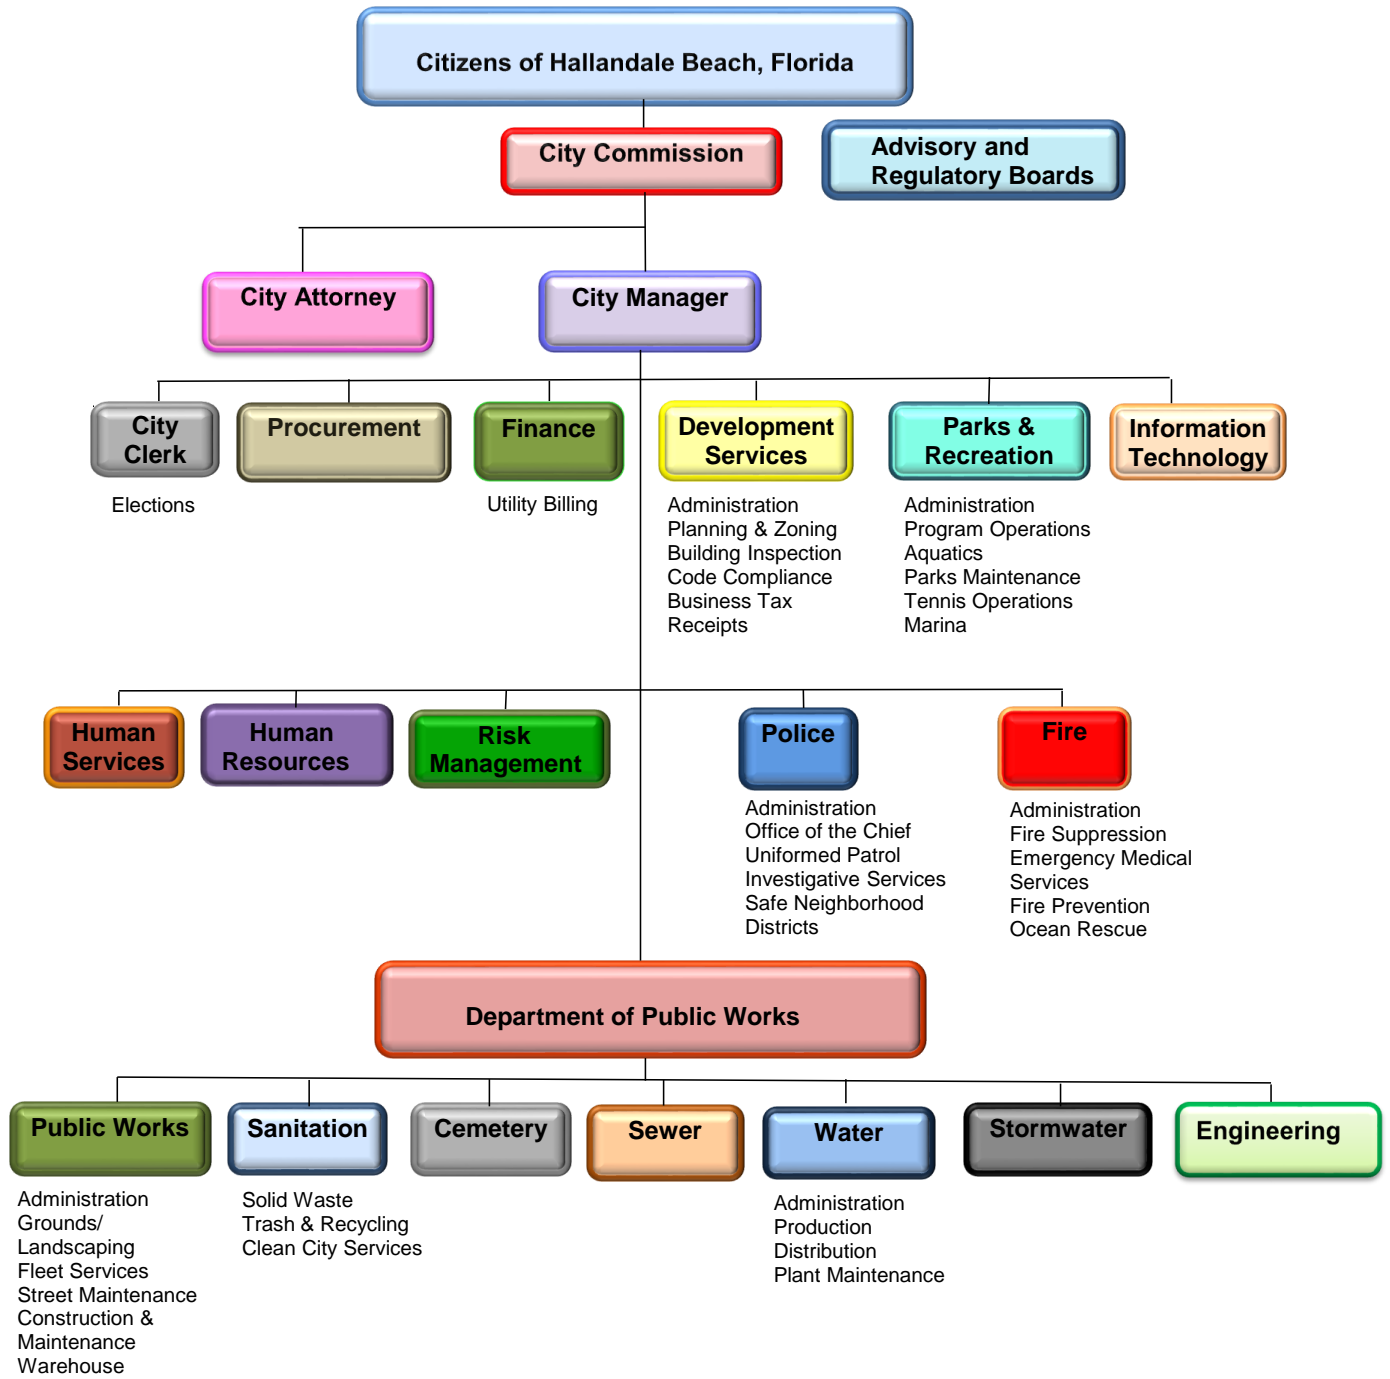 Citizens of Hallandale Beach, Florida
City Commission
Advisory and
Regulatory Boards
City Attorney
City Manager
City
Clerk
Procurement
Finance
Development
Services
Parks &
Recreation
Information
Technology
Elections
Utility Billing
Administration
Planning & Zoning
Building Inspection
Code Compliance
Business Tax
Receipts
Administration
Program Operations
Aquatics
Parks Maintenance
Tennis Operations
Marina
Human
Services
Human
Resources
Risk
Management
Police
Fire
Administration
Office of the Chief
Uniformed Patrol
Investigative Services
Safe Neighborhood
Districts
Administration
Fire Suppression
Emergency Medical
Services
Fire Prevention
Ocean Rescue
Department of Public Works
Public Works
Sanitation
Cemetery
Sewer
Water
Stormwater
Engineering
Administration
Grounds/
Landscaping
Fleet Services
Street Maintenance
Construction &
Maintenance
Warehouse
Solid Waste
Trash & Recycling
Clean City Services
Administration
Production
Distribution
Plant Maintenance